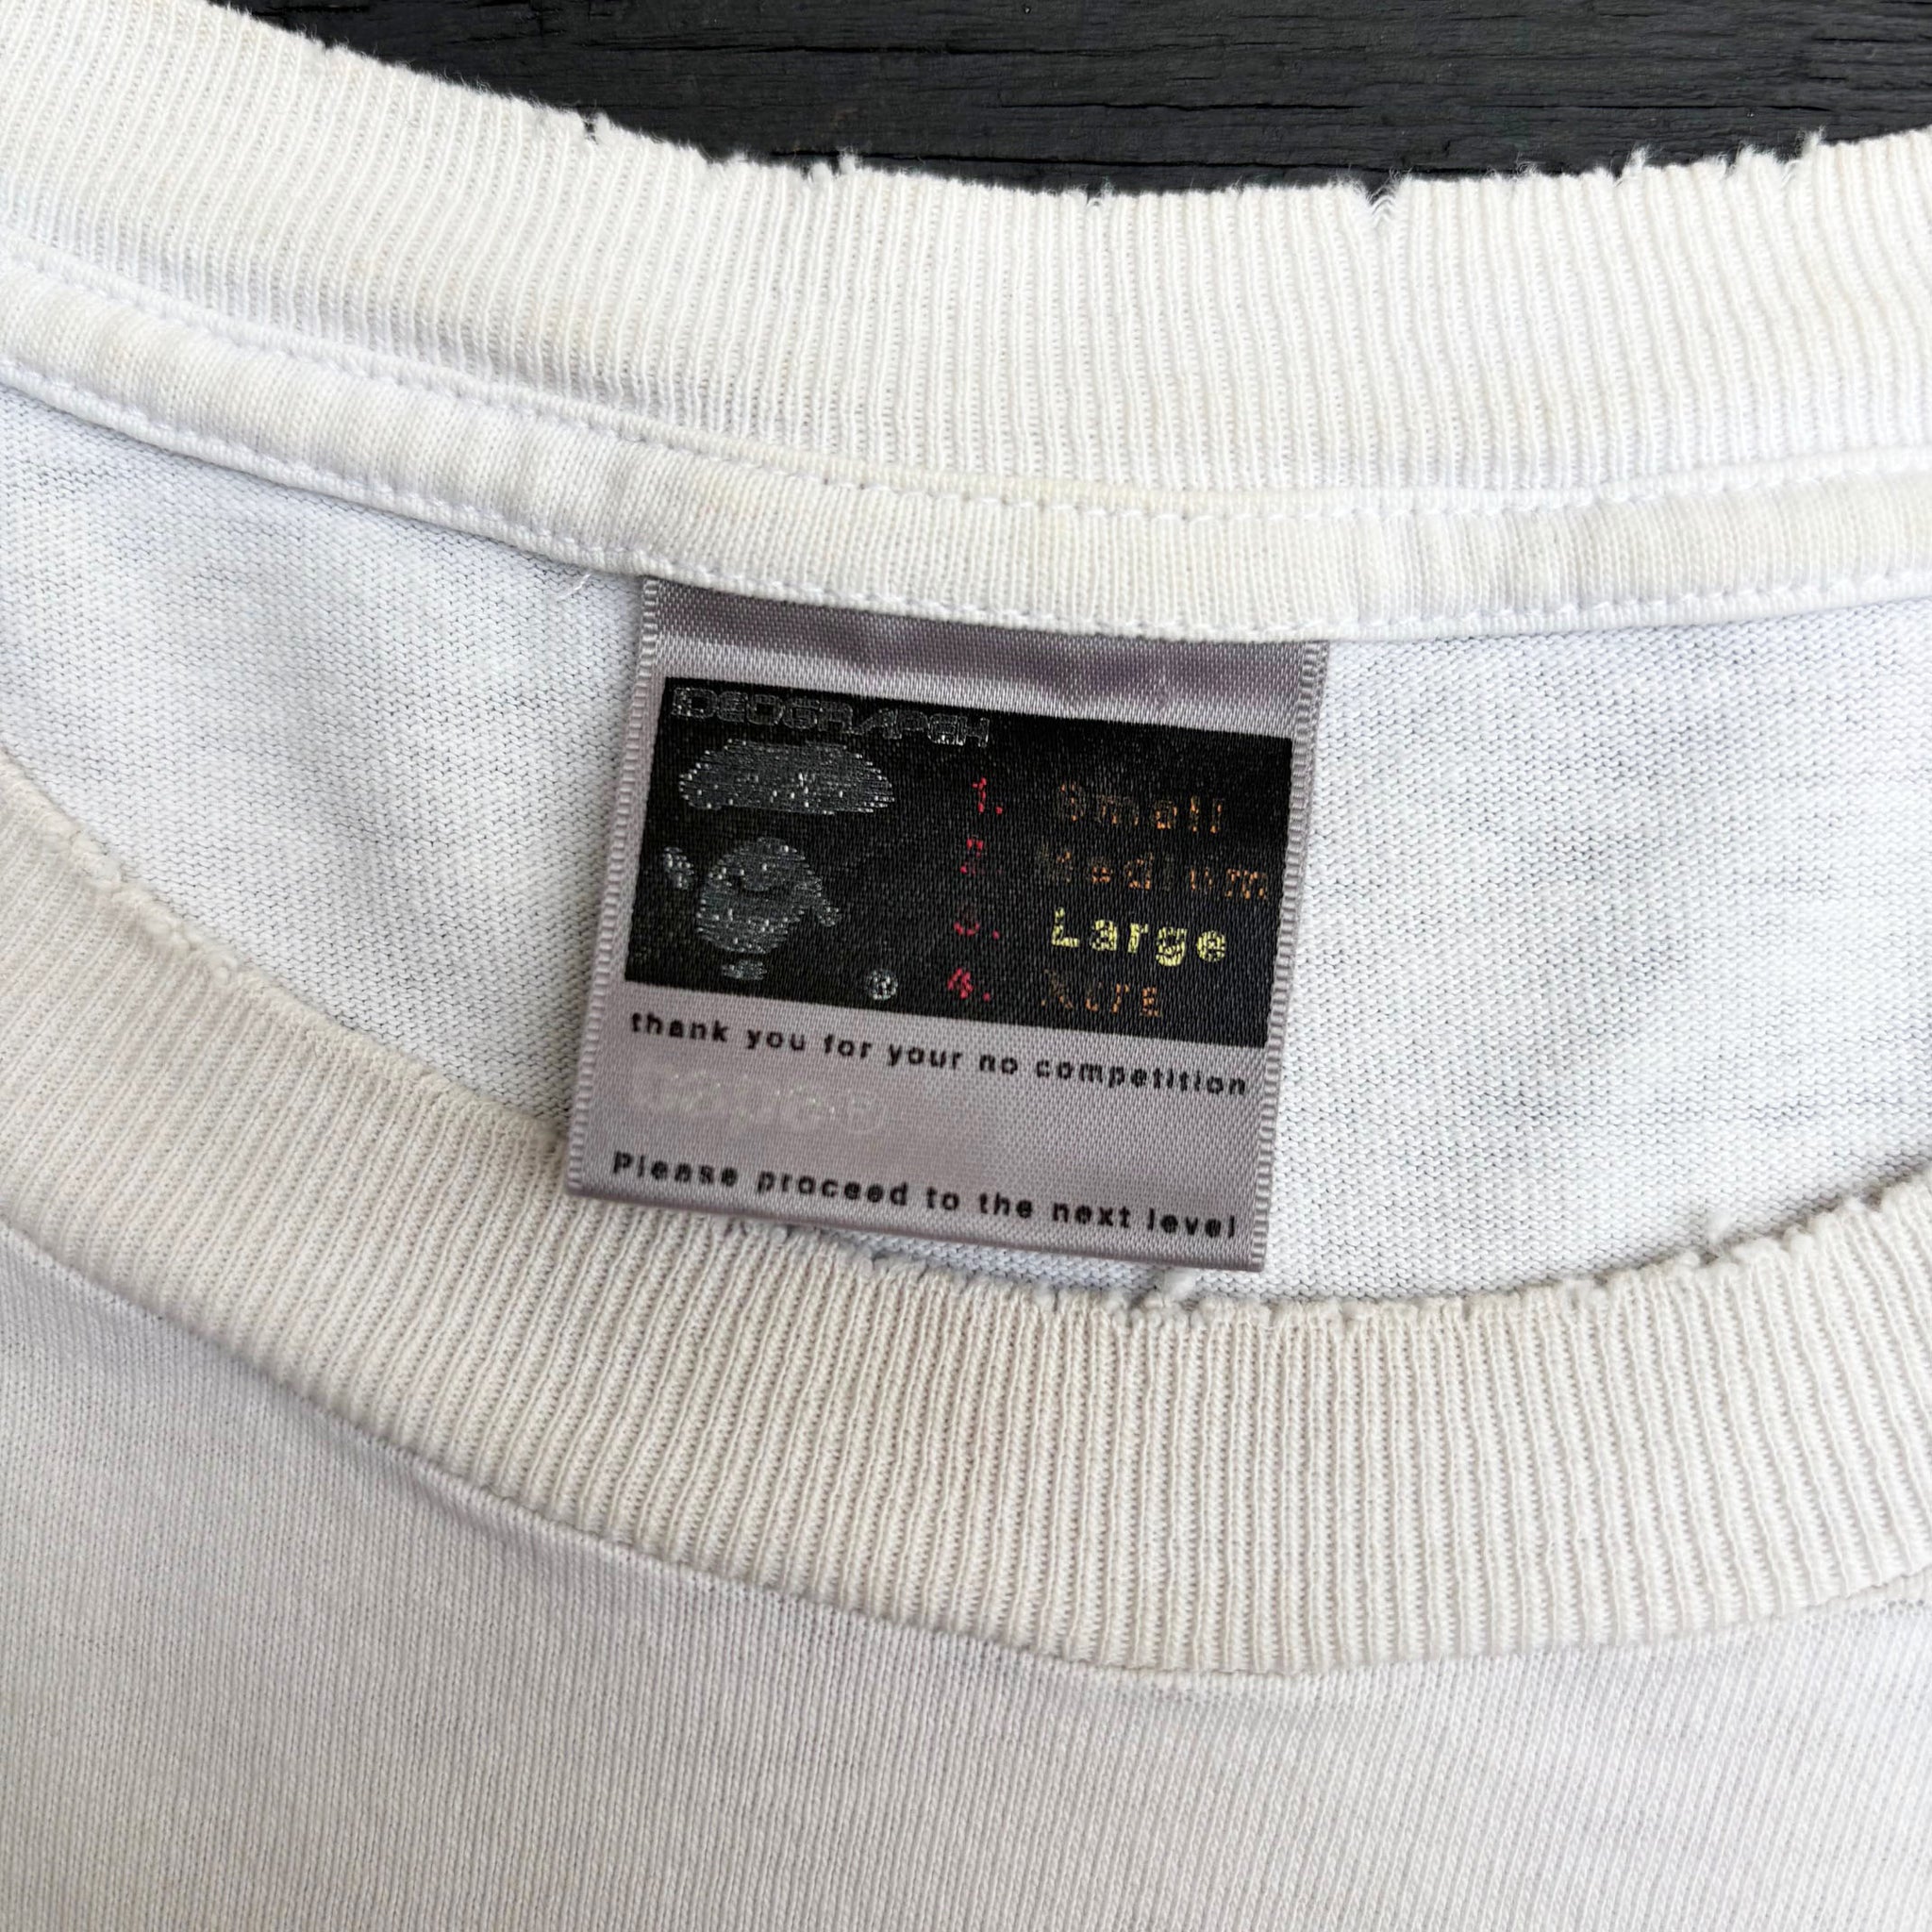 IDEOGRAPGH
1. Small
2. Medium
3. Large
4. Xtra
thank you for your no competition
Please proceed to the next level